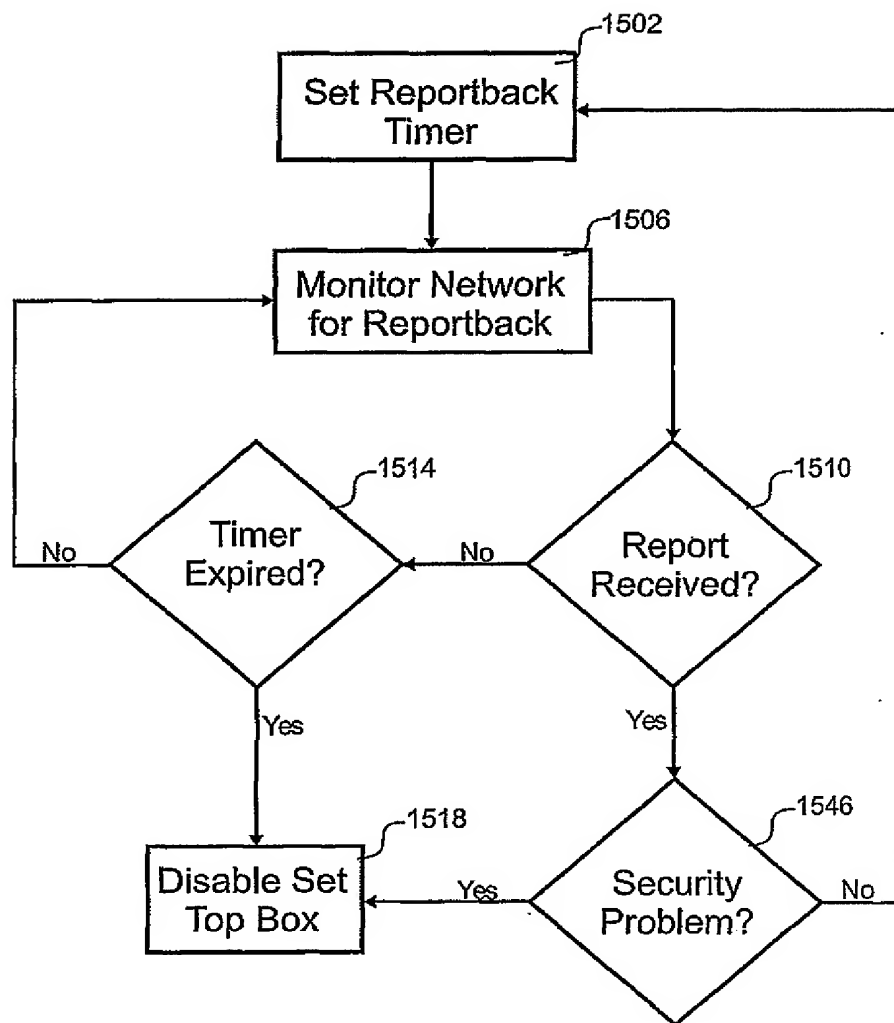 1502
Set Reportback
Timer
1506
Monitor Network
for Reportback
1514
Timer
Expired?
No
No
1510
Report
Received?
Yes
Yes
1518
Disable Set
Top Box
Yes
1546
Security
Problem?
No